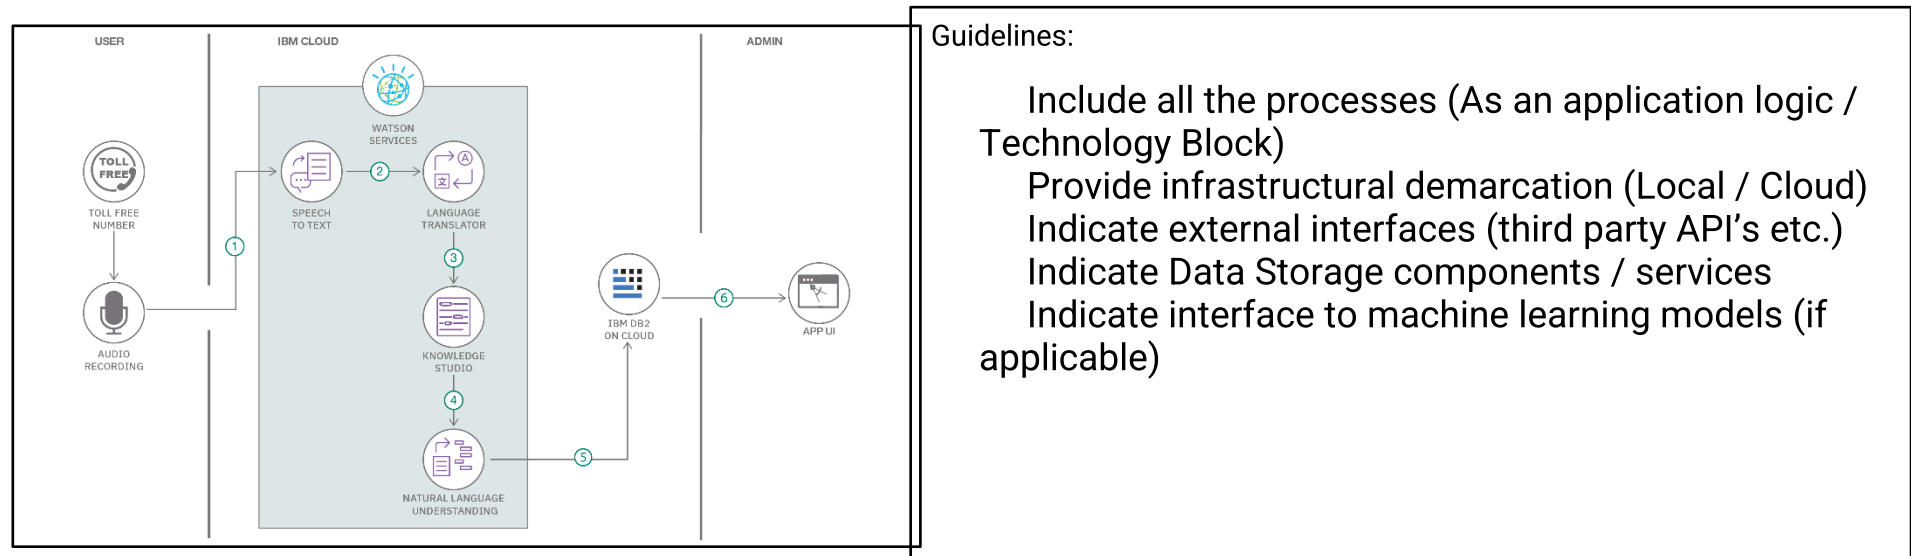 USER
IBM CLOUD
ADMIN
WATSON
SERVICES
TOLL
FREE
TOLL FREE
NUMBER
SPEECH
TO TEXT
2
LANGUAGE
TRANSLATOR
A
文
1
3
AUDIO
RECORDING
KNOWLEDGE
STUDIO
4
NATURAL LANGUAGE
UNDERSTANDING
5
IBM DB2
ON CLOUD
6
APP UI
Guidelines:
Include all the processes (As an application logic /
Technology Block)
Provide infrastructural demarcation (Local / Cloud)
Indicate external interfaces (third party API’s etc.)
Indicate Data Storage components / services
Indicate interface to machine learning models (if
applicable)